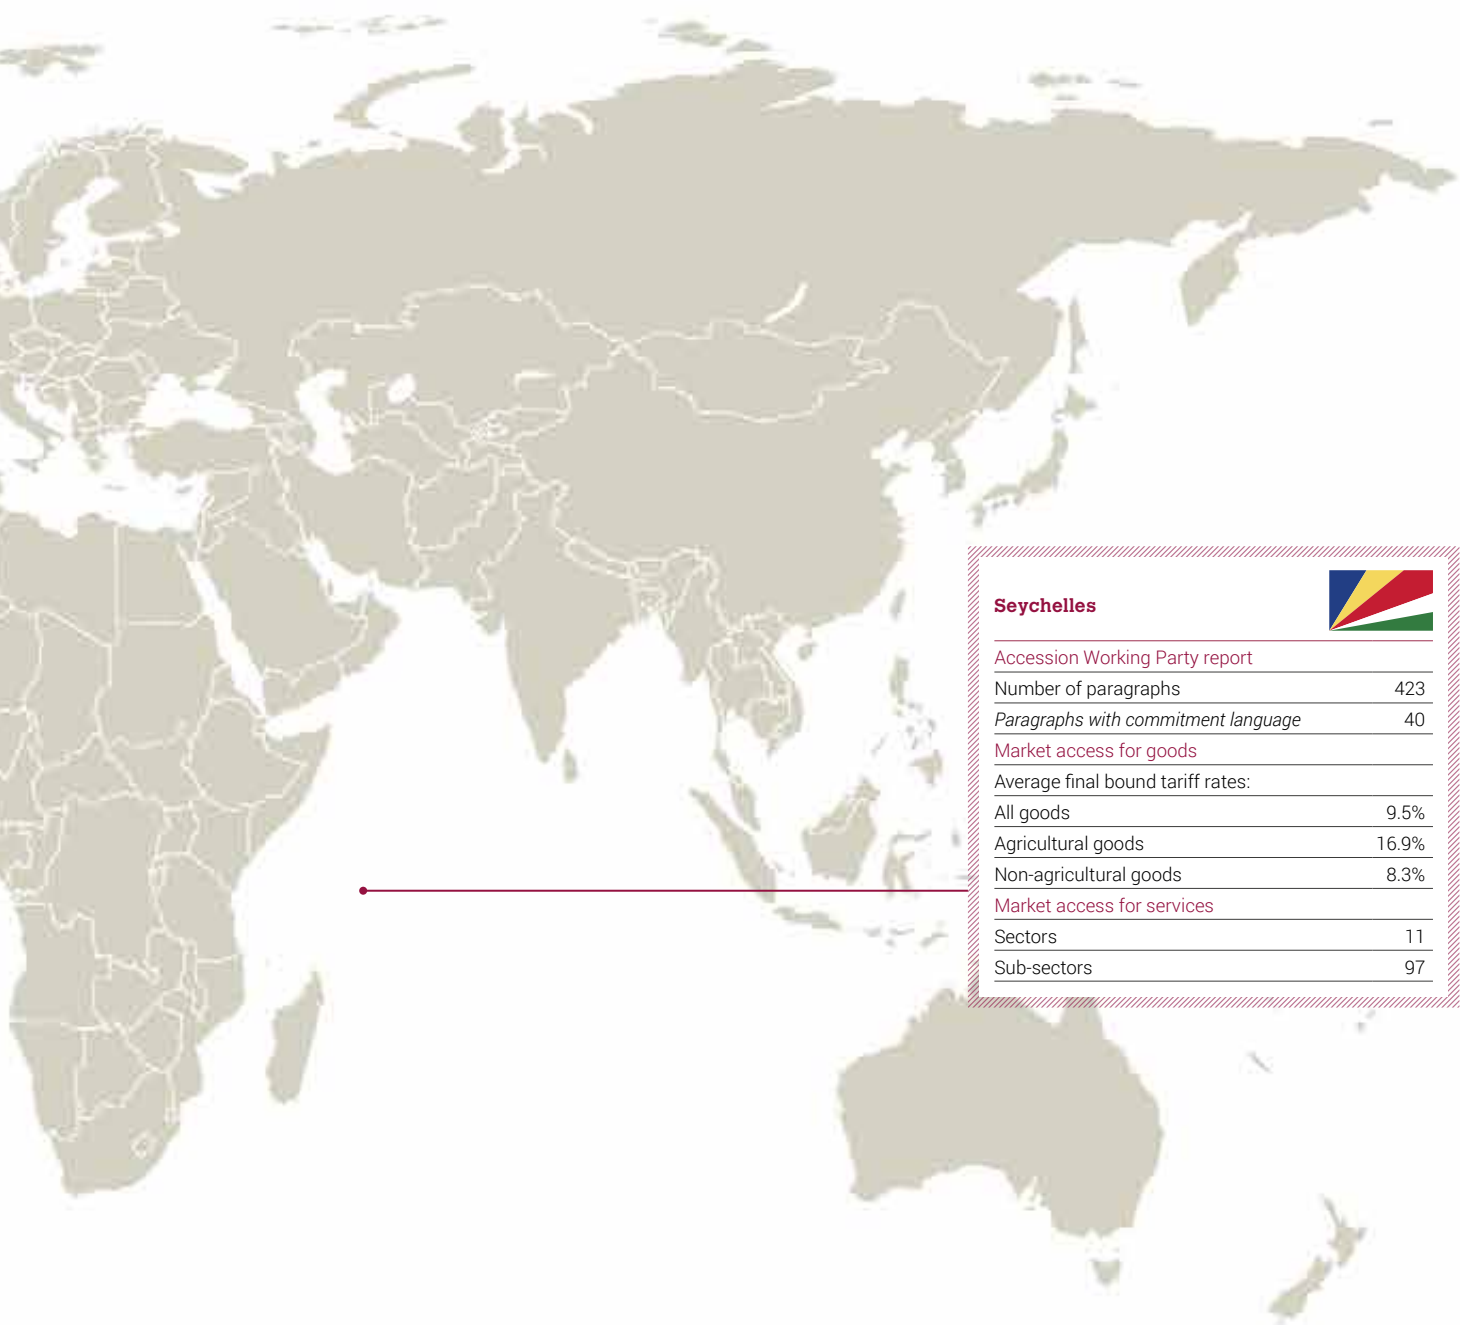 Seychelles
Accession Working Party report
Number of paragraphs 423
Paragraphs with commitment language 40
Market access for goods
Average final bound tariff rates:
All goods 9.5%
Agricultural goods 16.9%
Non-agricultural goods 8.3%
Market access for services
Sectors 11
Sub-sectors 97